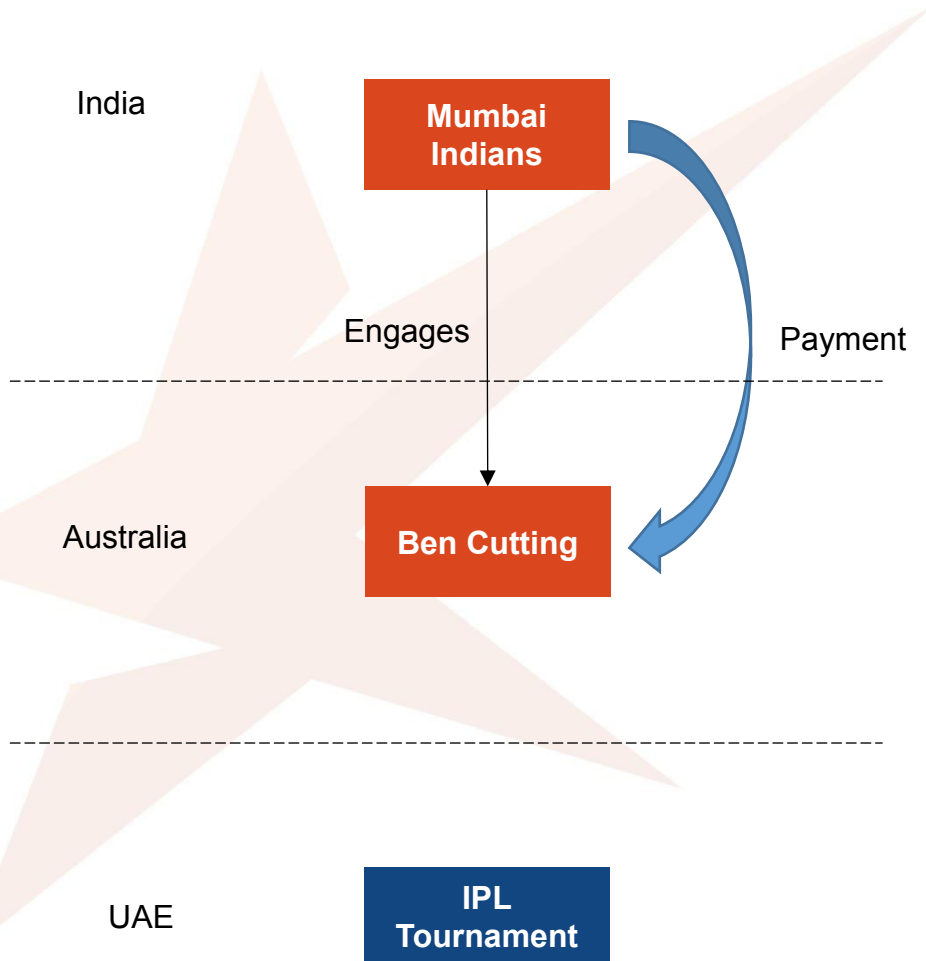 India
Mumbai
Indians
Engages
Payment
Australia
Ben Cutting
UAE
IPL
Tournament